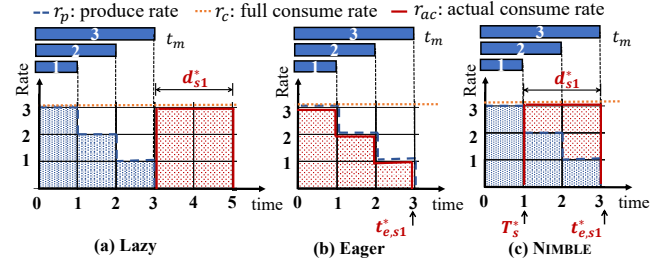 r_p: produce rate r_c: full consume rate r_ac: actual consume rate
3 t_m
2
1
Rate
d*_s1
3
2
1
0 1 2 3 4 5 time
(a) Lazy
3 t_m
2
1
Rate
3
2
1
0 1 2 3 time
t*_e,s1
(b) Eager
3 t_m
2
1
Rate
d*_s1
3
2
1
0 1 2 3 time
T*_s t*_e,s1
(c) NIMBLE